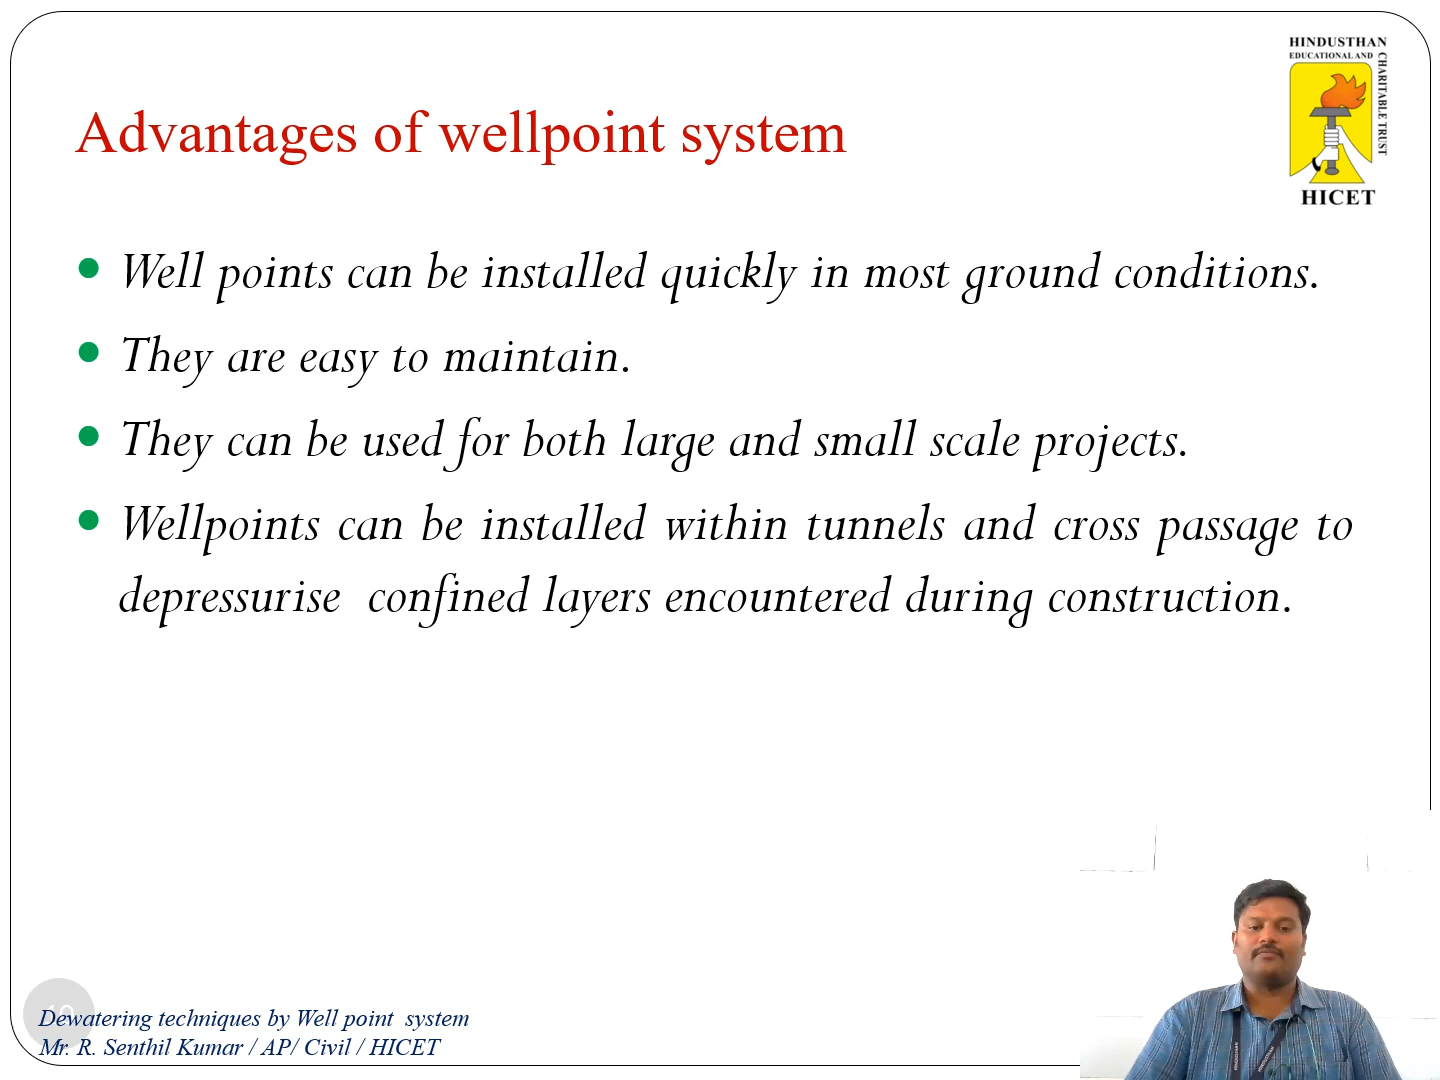 HINDUSTHAN
EDUCATIONAL AND
CHARITABLE TRUST
HICET
Advantages of wellpoint system
Well points can be installed quickly in most ground conditions.
They are easy to maintain.
They can be used for both large and small scale projects.
Wellpoints can be installed within tunnels and cross passage to
depressurise confined layers encountered during construction.
Dewatering techniques by Well point system
Mr. R. Senthil Kumar / AP/ Civil / HICET